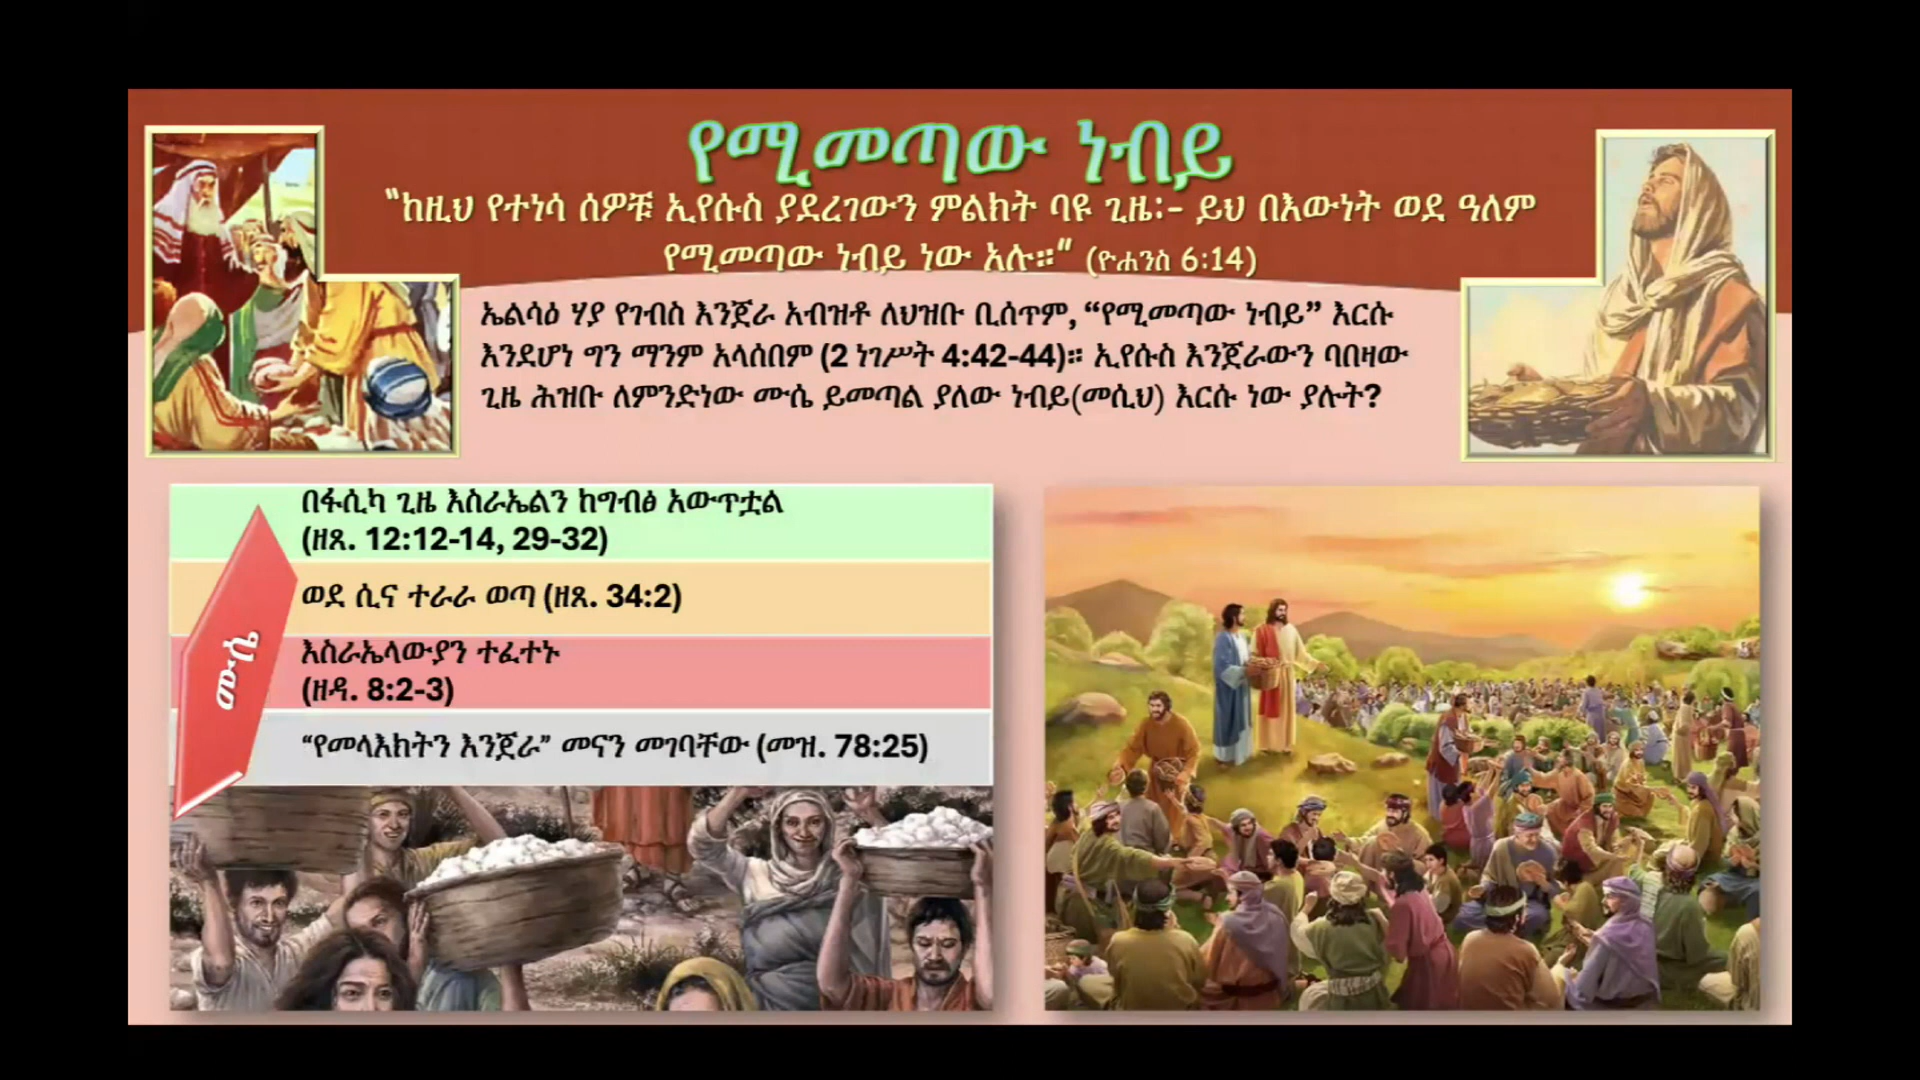 የሚመጣው ነብይ
“ከዚህ የተነሳ ሰዎቹ ኢየሱስ ያደረገውን ምልክት ባዩ ጊዜ:- ይህ በእውነት ወደ ዓለም
የሚመጣው ነብይ ነው አሉ።” (ዮሐንስ 6:14)
ኤልሳዕ ሃያ የገብስ እንጀራ አብዝቶ ለህዝቡ ቢሰጥም, “የሚመጣው ነብይ” እርሱ
እንደሆነ ግን ማንም አላሰበም (2 ነገሥት 4:42-44)። ኢየሱስ እንጀራውን ባበዛው
ጊዜ ሕዝቡ ለምንድነው ሙሴ ይመጣል ያለው ነብይ(መሲህ) እርሱ ነው ያሉት?
በፋሲካ ጊዜ እስራኤልን ከግብፅ አውጥቷል
(ዘጸ. 12:12-14, 29-32)
ወደ ሲና ተራራ ወጣ (ዘጸ. 34:2)
እስራኤላውያን ተፈተኑ
(ዘዳ. 8:2-3)
“የመላእክትን እንጀራ” መናን መገባቸው (መዝ. 78:25)
ሙሴ